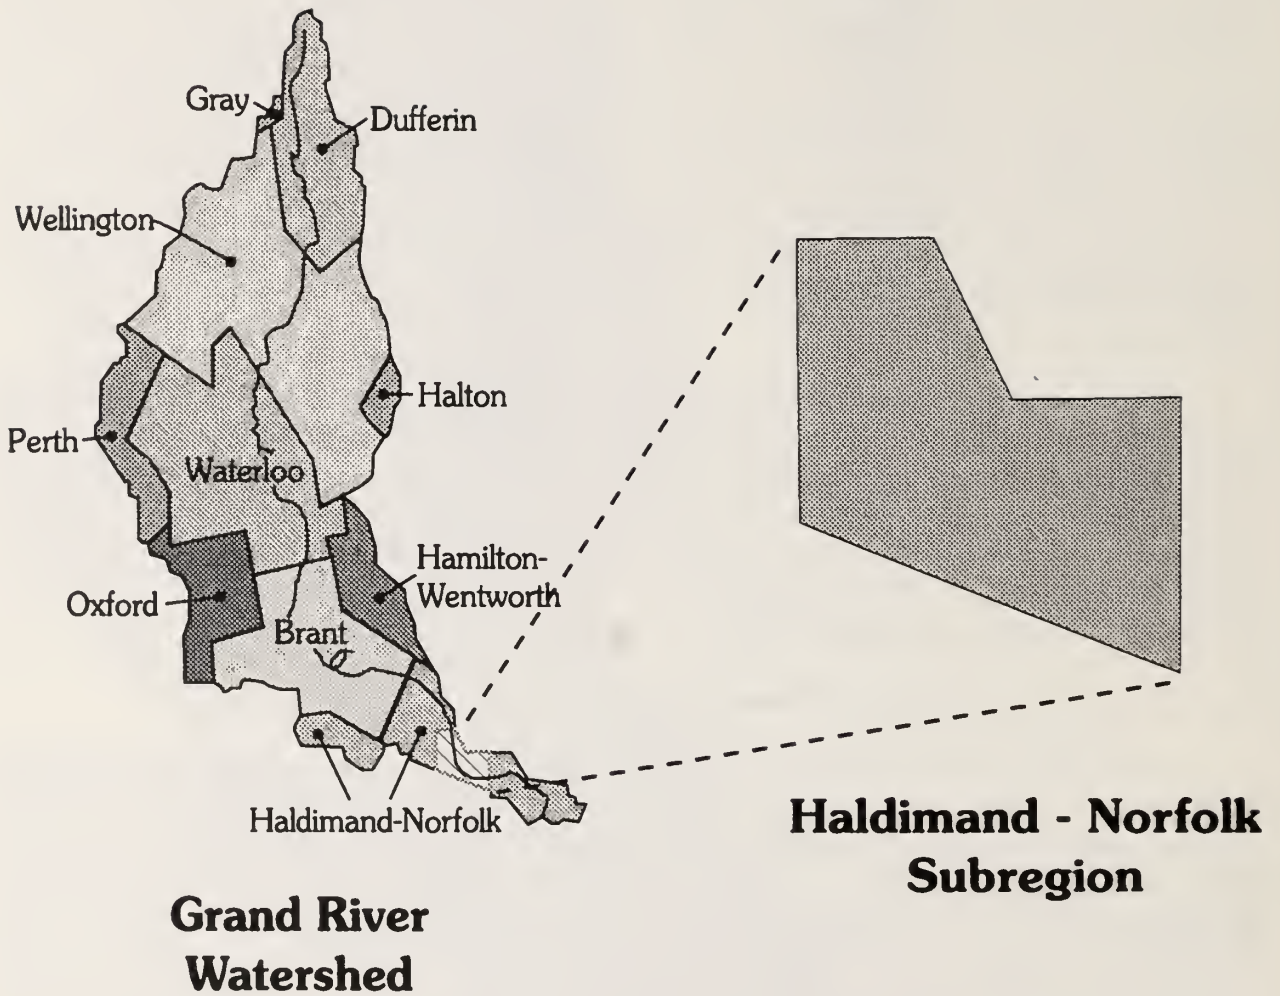 Gray
Dufferin
Wellington
Halton
Perth
Waterloo
Hamilton-
Wentworth
Oxford
Brant
Haldimand-Norfolk
Haldimand - Norfolk
Subregion
Grand River
Watershed